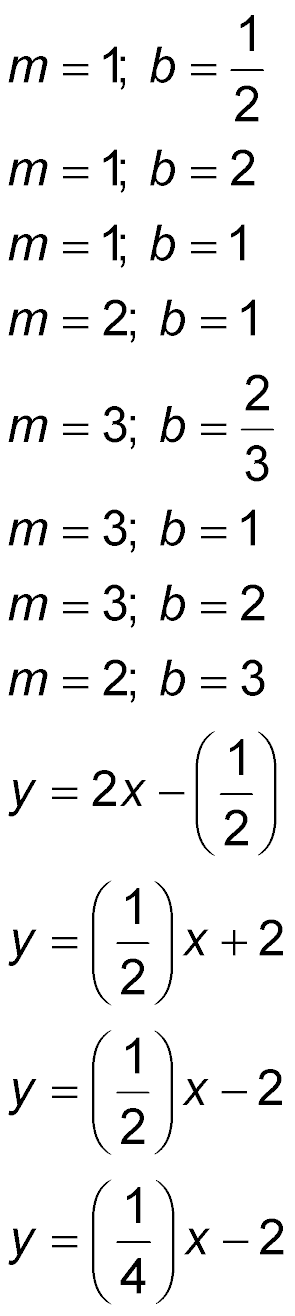 m = 1; b = 1/2
m = 1; b = 2
m = 1; b = 1
m = 2; b = 1
m = 3; b = 2/3
m = 3; b = 1
m = 3; b = 2
m = 2; b = 3
y = 2x − (1/2)
y = (1/2)x + 2
y = (1/2)x − 2
y = (1/4)x − 2